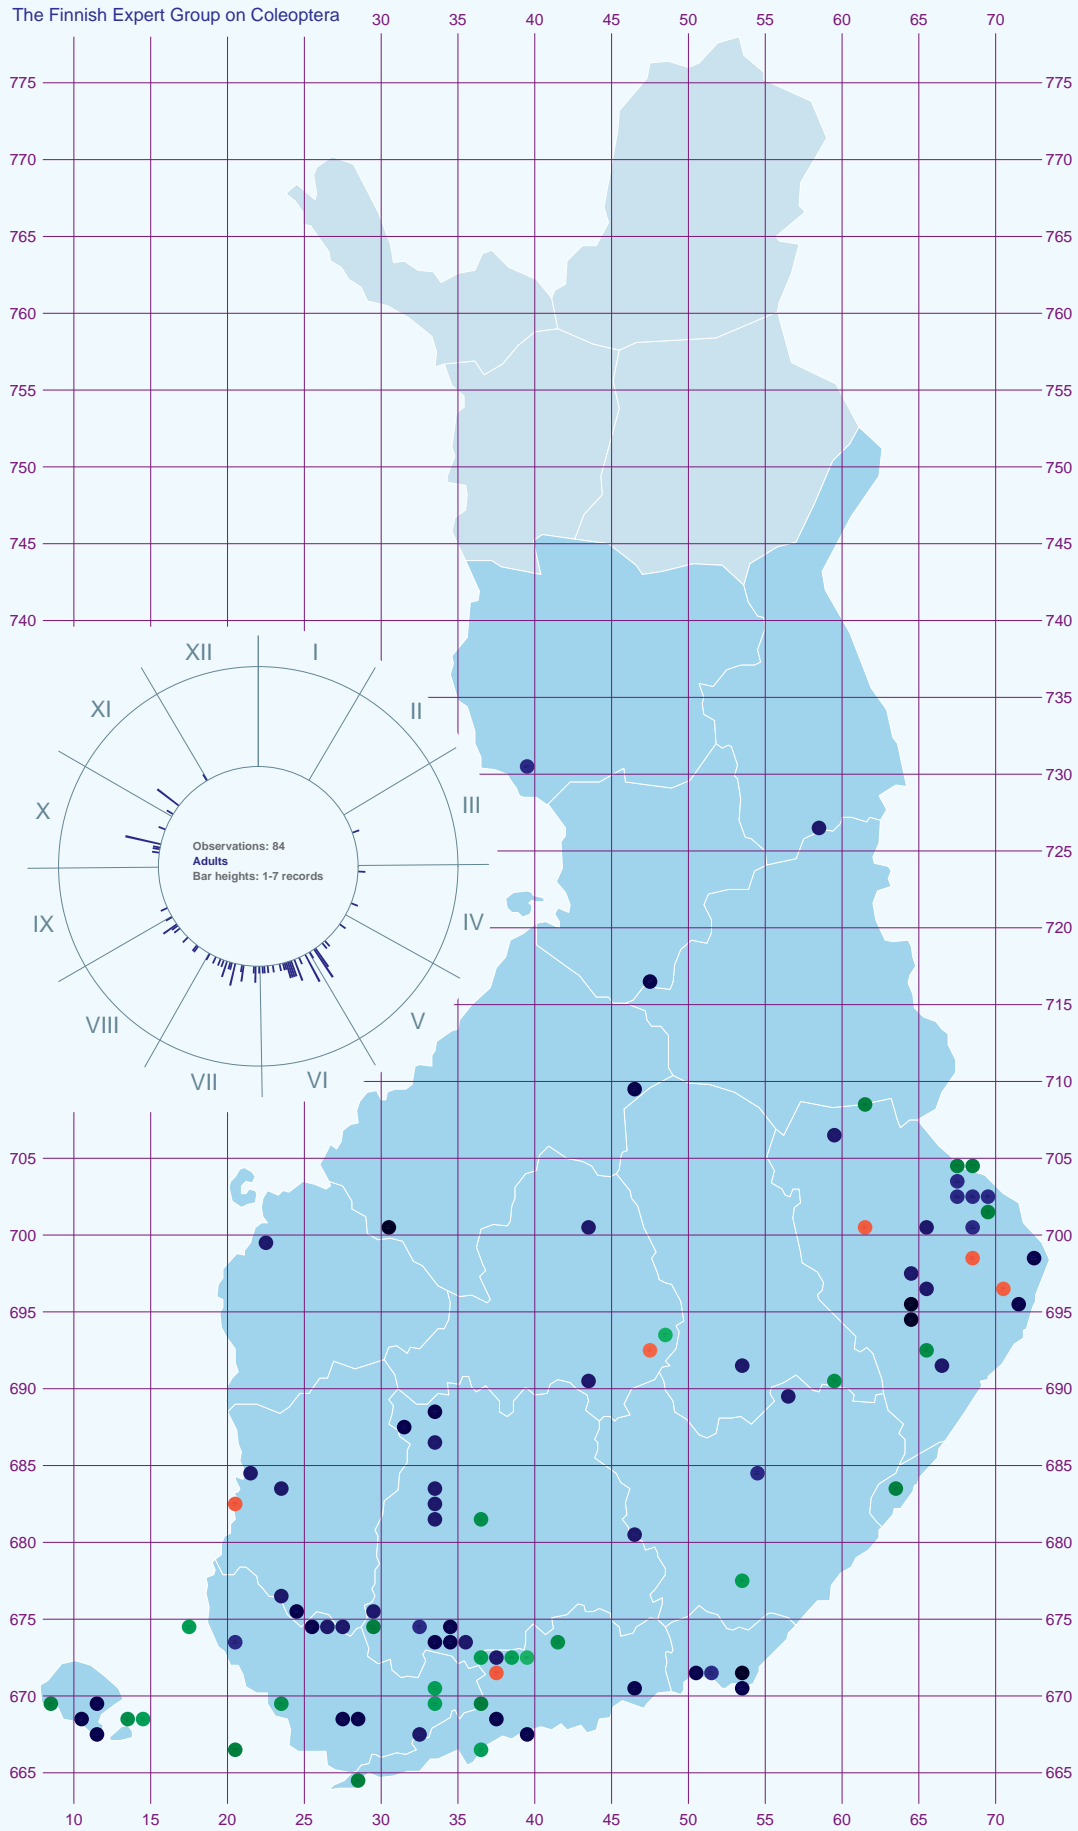 The Finnish Expert Group on Coleoptera
30 35 40 45 50 55 60 65 70
775 775
770 770
765 765
760 760
755 755
750 750
745 745
740 740
XII I
XI II
735
730
X III
Observations: 84
Adults
Bar heights: 1-7 records
725
IX IV
720
715
VIII V
VII VI
710
705 705
700 700
695 695
690 690
685 685
680 680
675 675
670 670
665 665
10 15 20 25 30 35 40 45 50 55 60 65 70